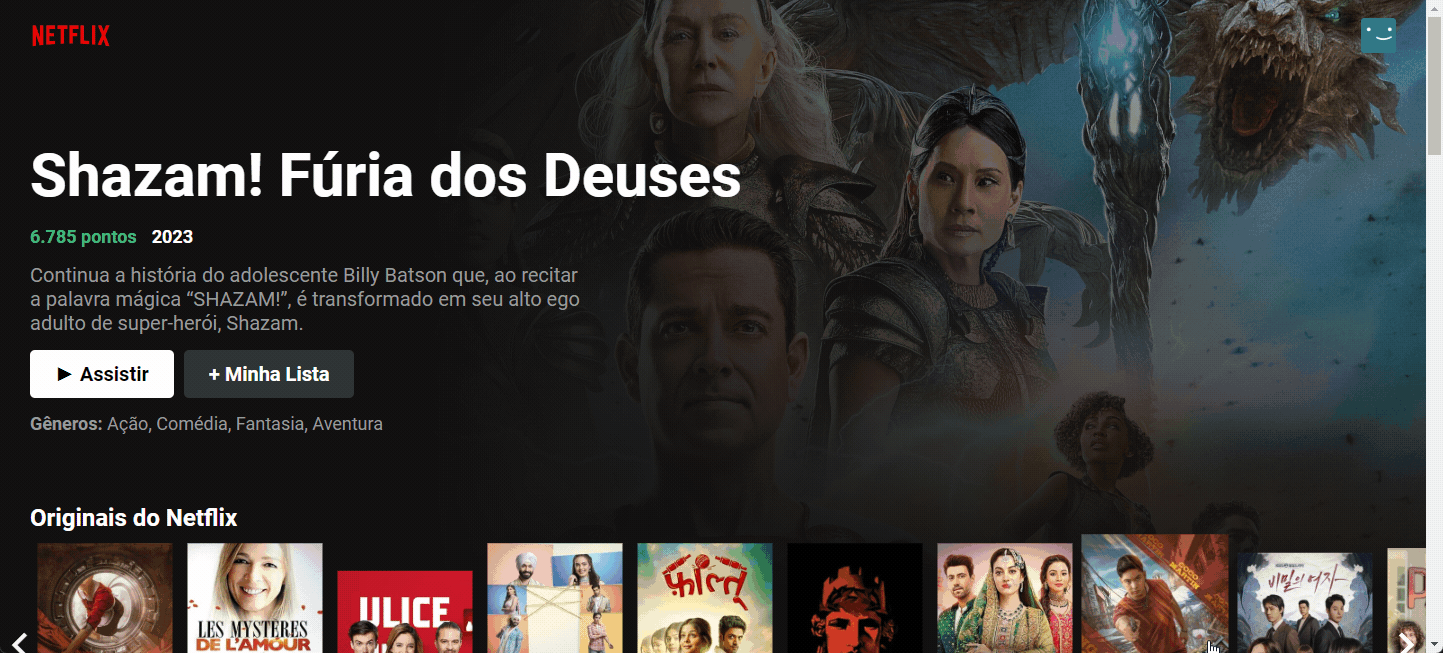 NETFLIX
Shazam! Fúria dos Deuses
6.785 pontos 2023
Continua a história do adolescente Billy Batson que, ao recitar
a palavra mágica “SHAZAM!”, é transformado em seu alto ego
adulto de super-herói, Shazam.
► Assistir + Minha Lista
Gêneros: Ação, Comédia, Fantasia, Aventura
Originais do Netflix
LES MYSTÈRES
DE L'AMOUR
ULICE
फ़ालतू
비밀의 여자